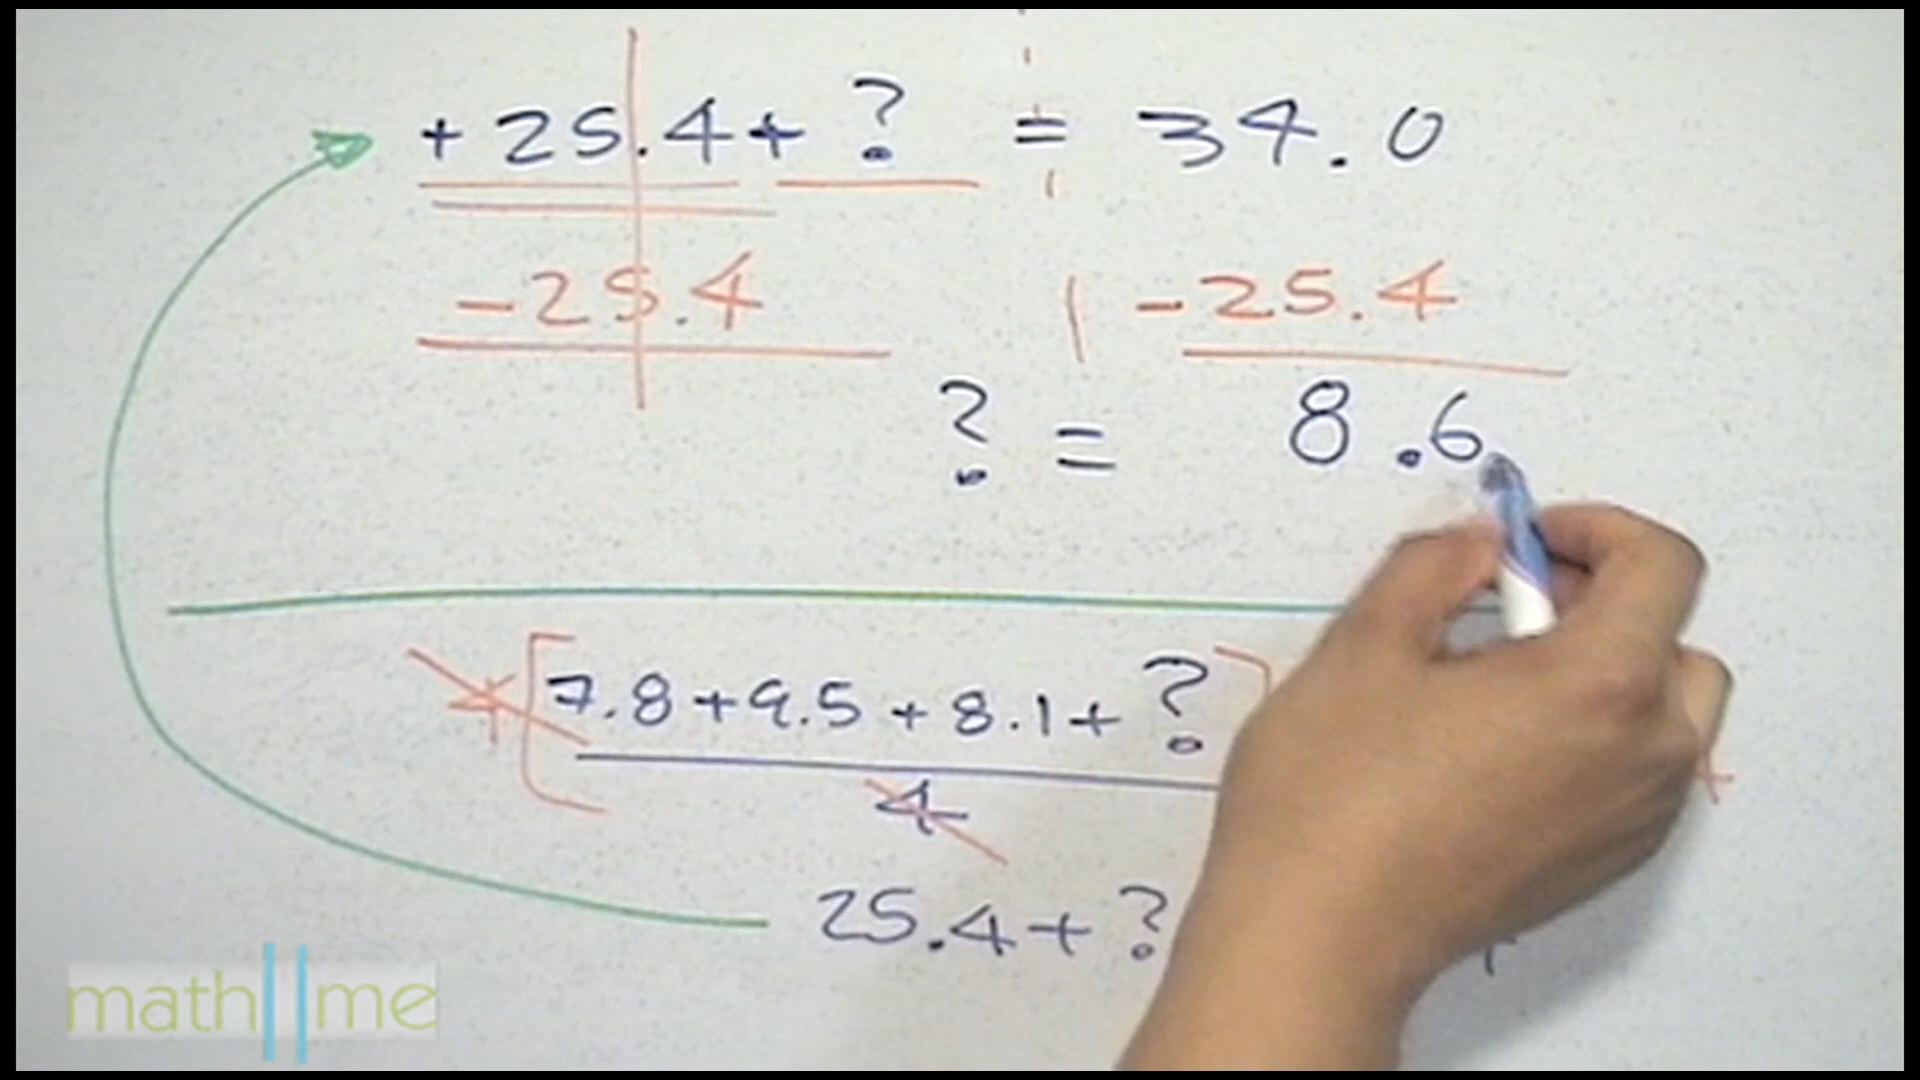 +25.4+ ? = 34.0
-25.4 -25.4
? = 8.6
4[7.8+9.5+8.1+ ?]
4
25.4+ ?
math||me